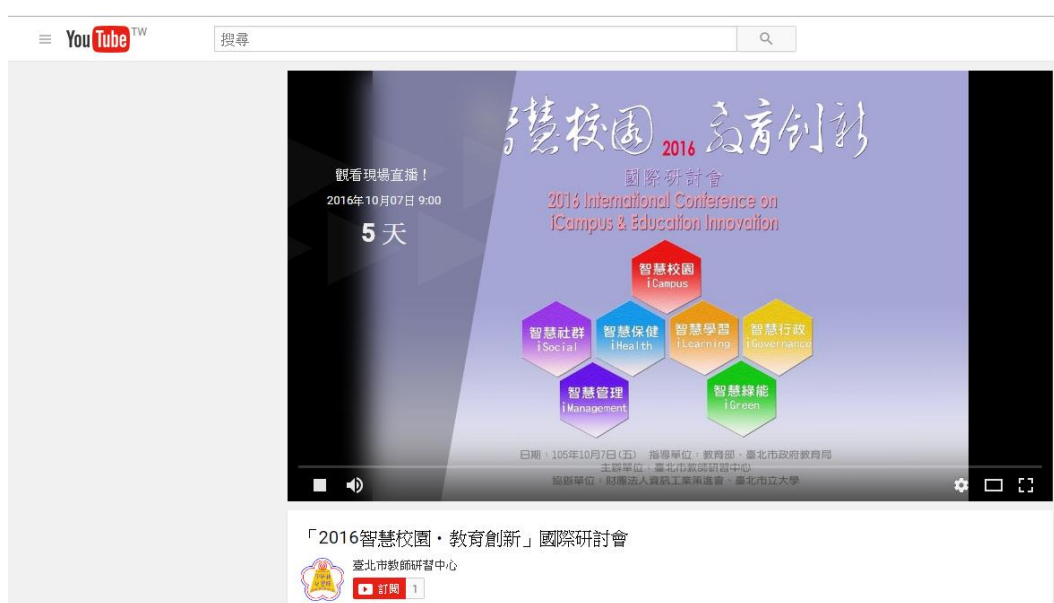 YouTube TW
搜尋
智慧校園 2016 教育創新
國際研討會
2016 International Conference on
iCampus & Education Innovation
觀看現場直播！
2016年10月07日 9:00
5 天
智慧校園
iCampus
智慧社群
iSocial
智慧保健
iHealth
智慧學習
iLearning
智慧行政
iGovernance
智慧管理
iManagement
智慧綠能
iGreen
日期：105年10月7日(五) 指導單位：教育部、臺北市政府教育局
主辦單位：臺北市教師研習中心
協辦單位：財團法人資訊工業策進會、臺北市立大學
「2016智慧校園・教育創新」國際研討會
臺北市教師研習中心
訂閱 1